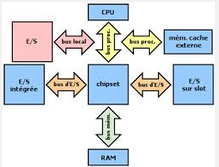 CPU
E/S
bus local
bus proc.
bus proc.
mém. cache
externe
E/S
intégrée
bus d'E/S
chipset
bus d'E/S
E/S
sur slot
bus mém.
RAM